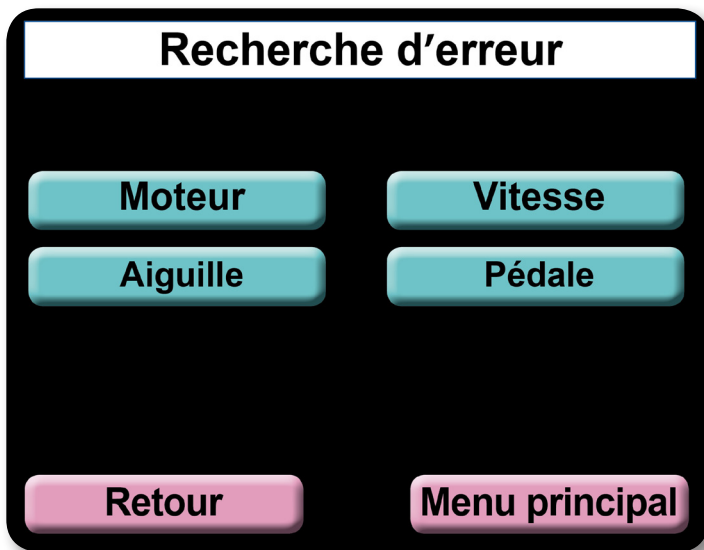 Recherche d’erreur
Moteur
Vitesse
Aiguille
Pédale
Retour
Menu principal